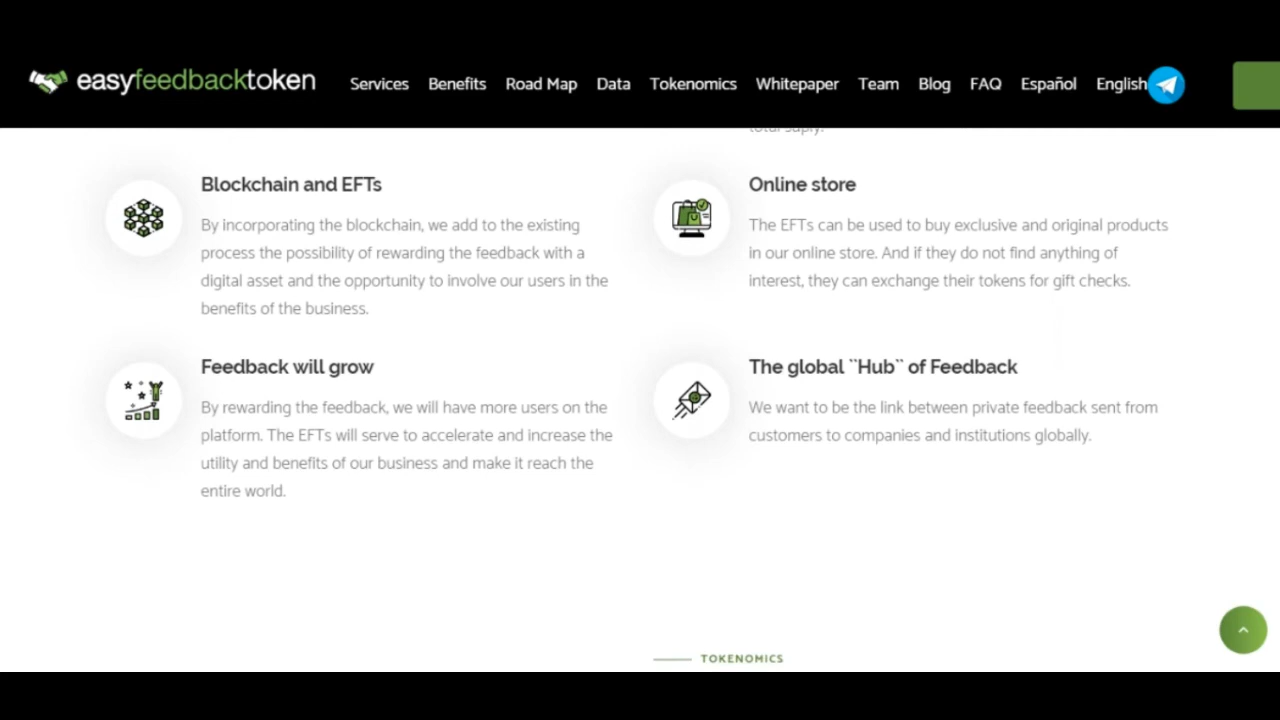 easyfeedbacktoken
Services Benefits Road Map Data Tokenomics Whitepaper Team Blog FAQ Español English
total suply.
Blockchain and EFTs
By incorporating the blockchain, we add to the existing
process the possibility of rewarding the feedback with a
digital asset and the opportunity to involve our users in the
benefits of the business.
Online store
The EFTs can be used to buy exclusive and original products
in our online store. And if they do not find anything of
interest, they can exchange their tokens for gift checks.
Feedback will grow
By rewarding the feedback, we will have more users on the
platform. The EFTs will serve to accelerate and increase the
utility and benefits of our business and make it reach the
entire world.
The global ``Hub`` of Feedback
We want to be the link between private feedback sent from
customers to companies and institutions globally.
TOKENOMICS